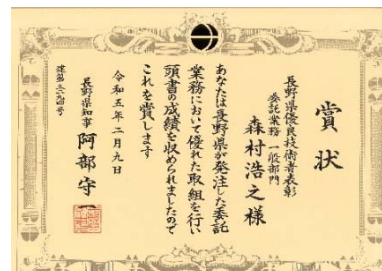 賞状
長野県優良技術者表彰
委託業務 一般部門
森村浩之様
あなたは長野県が発注した委託
業務において優れた取組を行い
頭書の成績を収められましたので
これを賞します
令和五年二月九日
長野県知事 阿部守一